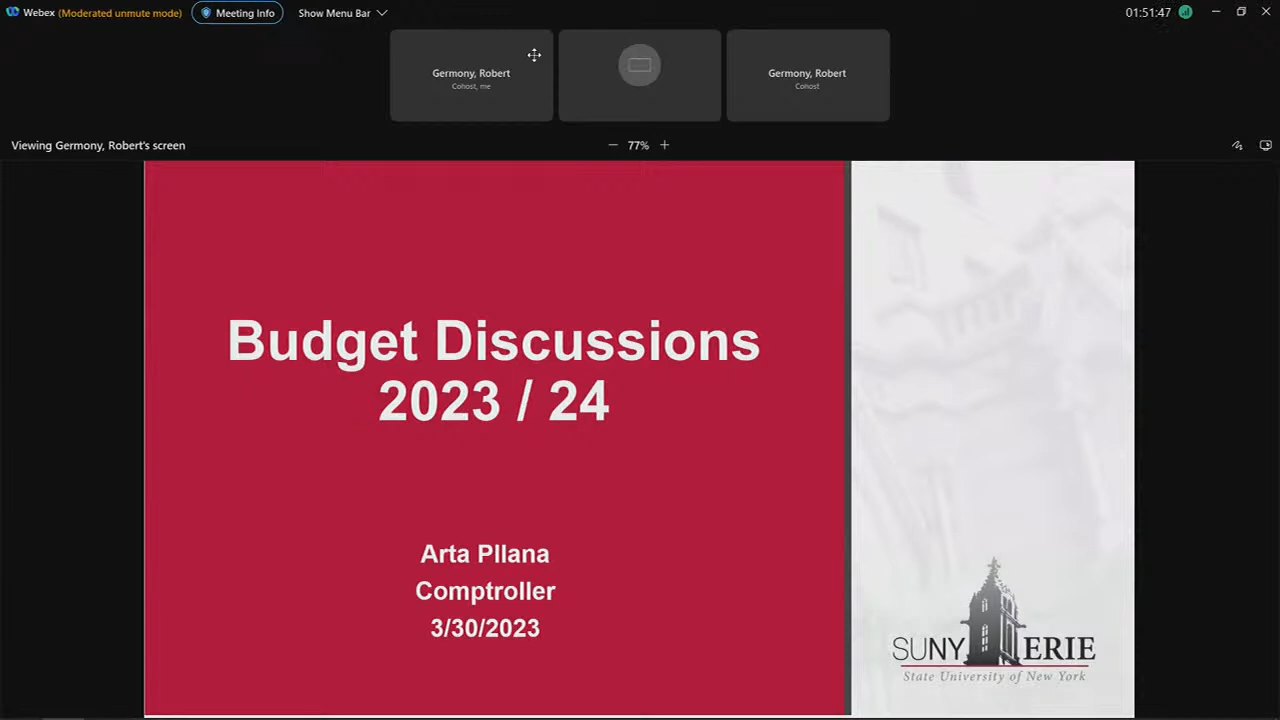 Webex (Moderated unmute mode) Meeting Info Show Menu Bar 01:51:47
Germony, Robert
Cohost, me
Germony, Robert
Cohost
Viewing Germony, Robert's screen 77%
Budget Discussions
2023 / 24
Arta Pllana
Comptroller
3/30/2023
SUNY ERIE
State University of New York